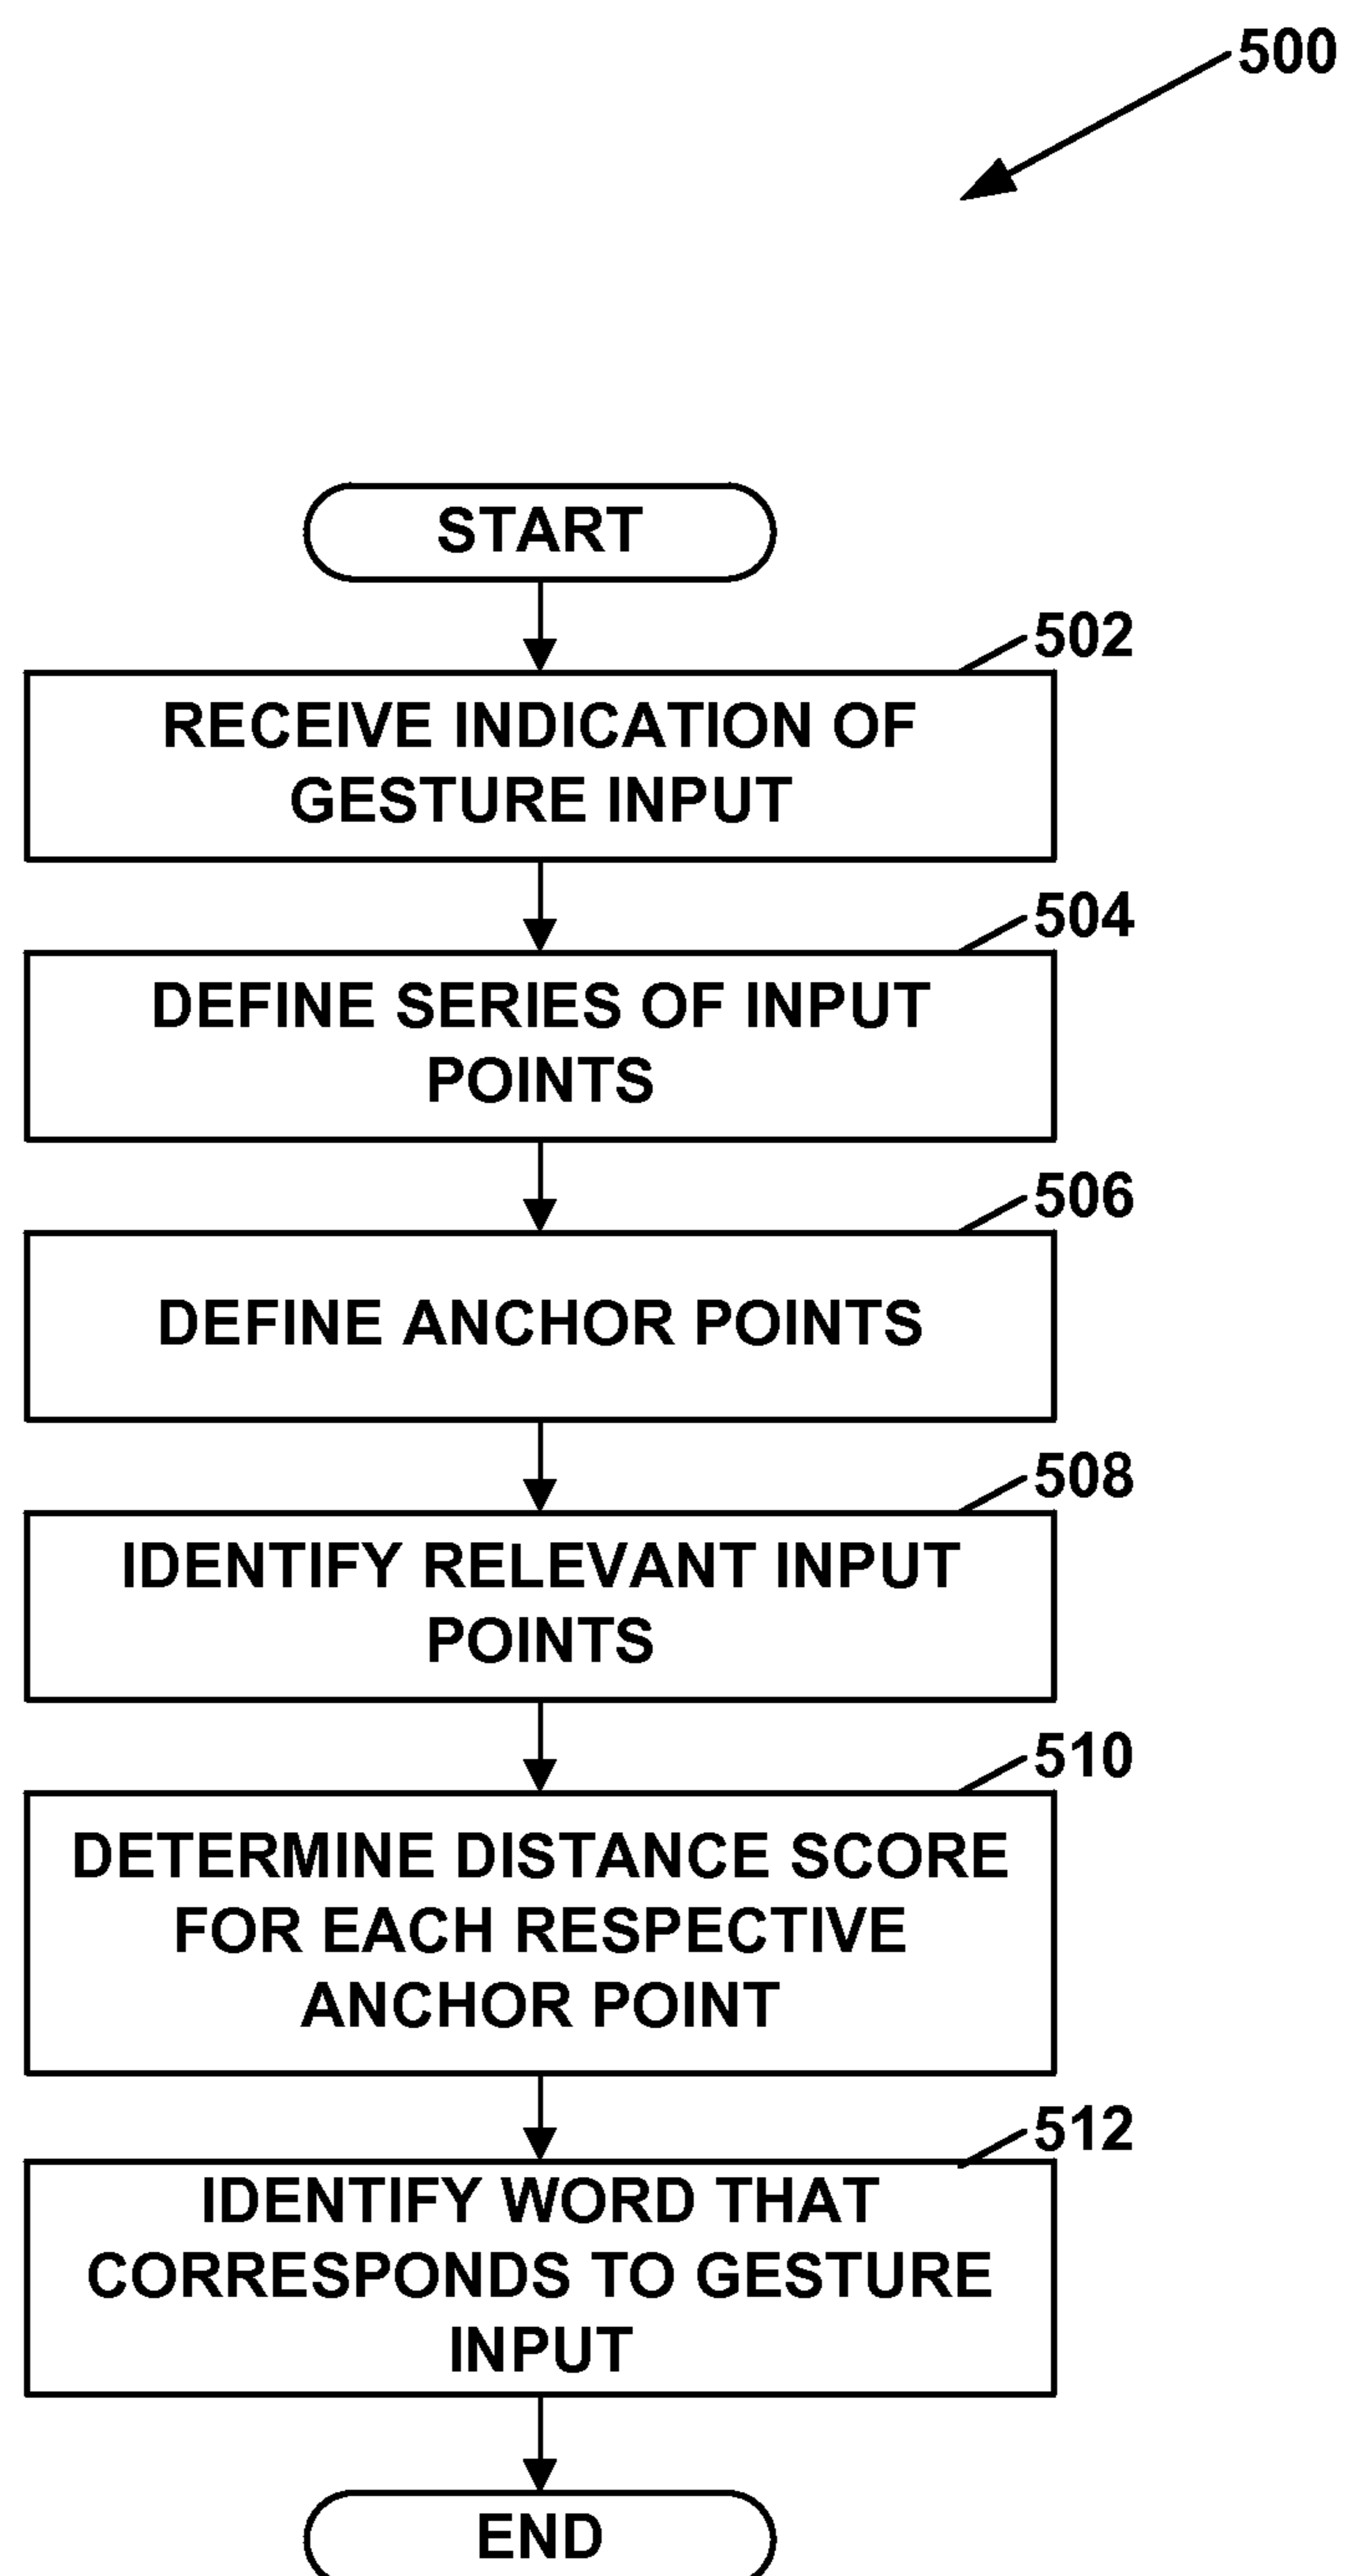 500
START
502
RECEIVE INDICATION OF
GESTURE INPUT
504
DEFINE SERIES OF INPUT
POINTS
506
DEFINE ANCHOR POINTS
508
IDENTIFY RELEVANT INPUT
POINTS
510
DETERMINE DISTANCE SCORE
FOR EACH RESPECTIVE
ANCHOR POINT
512
IDENTIFY WORD THAT
CORRESPONDS TO GESTURE
INPUT
END